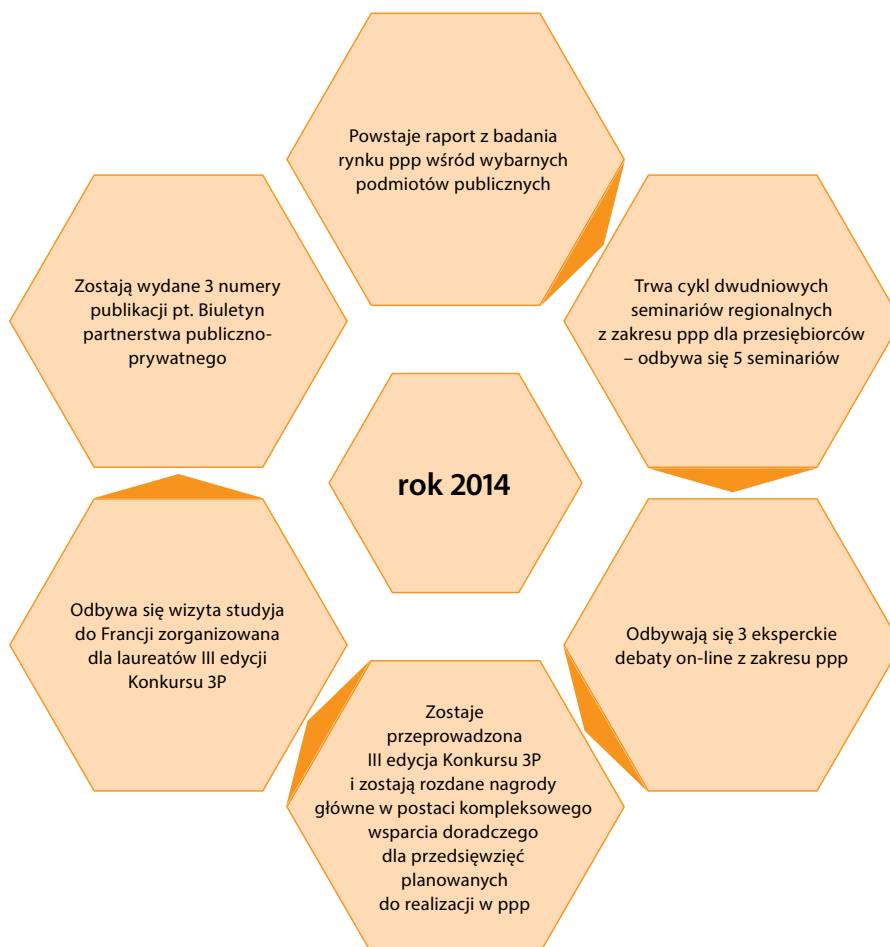 Powstaje raport z badania
rynku ppp wśród wybarnych
podmiotów publicznych
Trwa cykl dwudniowych
seminariów regionalnych
z zakresu ppp dla przesiębiorców
– odbywa się 5 seminariów
Odbywają się 3 eksperckie
debaty on-line z zakresu ppp
Zostaje
przeprowadzona
III edycja Konkursu 3P
i zostają rozdane nagrody
główne w postaci kompleksowego
wsparcia doradczego
dla przedsięwzięć
planowanych
do realizacji w ppp
Odbywa się wizyta studyja
do Francji zorganizowana
dla laureatów III edycji
Konkursu 3P
Zostają wydane 3 numery
publikacji pt. Biuletyn
partnerstwa publiczno-
prywatnego
rok 2014